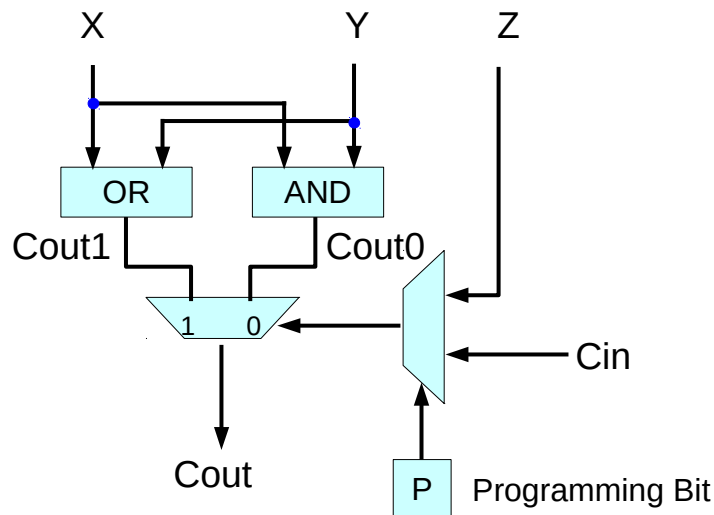 X Y Z
OR AND
Cout1 Cout0
1 0
Cin
Cout
P Programming Bit